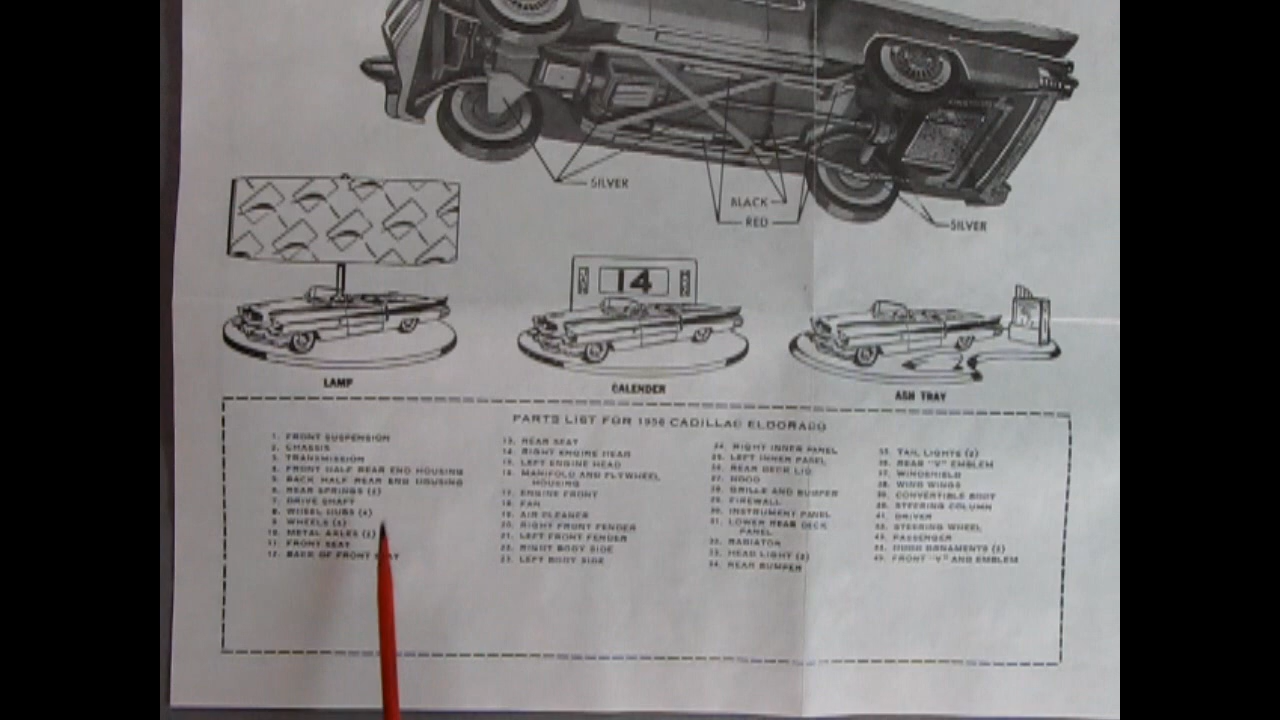 SILVER
BLACK
RED
SILVER
14
LAMP
CALENDER
ASH TRAY
PARTS LIST FOR 1956 CADILLAC ELDORADO
1. FRONT SUSPENSION
2. CHASSIS
3. TRANSMISSION
4. FRONT HALF REAR END HOUSING
5. BACK HALF REAR END HOUSING
6. REAR SPRINGS (2)
7. DRIVE SHAFT
8. WHEEL HUBS (4)
9. WHEELS (5)
10. METAL AXLES (2)
11. FRONT SEAT
12. BACK OF FRONT
13. REAR SEAT
14. RIGHT ENGINE HEAD
15. LEFT ENGINE HEAD
16. MANIFOLD AND FLYWHEEL
HOUSING
17. ENGINE FRONT
18. FAN
19. AIR CLEANER
20. RIGHT FRONT FENDER
21. LEFT FRONT FENDER
22. RIGHT BODY SIDE
23. LEFT BODY SIDE
24. RIGHT INNER PANEL
25. LEFT INNER PANEL
26. REAR DECK LID
27. HOOD
28. GRILLE AND BUMPER
29. FIREWALL
30. INSTRUMENT PANEL
31. LOWER REAR DECK
PANEL
32. RADIATOR
33. HEAD LIGHT (2)
34. REAR BUMPER
35. TAIL LIGHTS (2)
36. REAR "V" EMBLEM
37. WINDSHIELD
38. WIND WINGS
39. CONVERTIBLE BOOT
40. STEERING COLUMN
41. DRIVER
42. STEERING WHEEL
43. PASSENGER
44. HOOD ORNAMENTS (2)
45. FRONT "V" AND EMBLEM